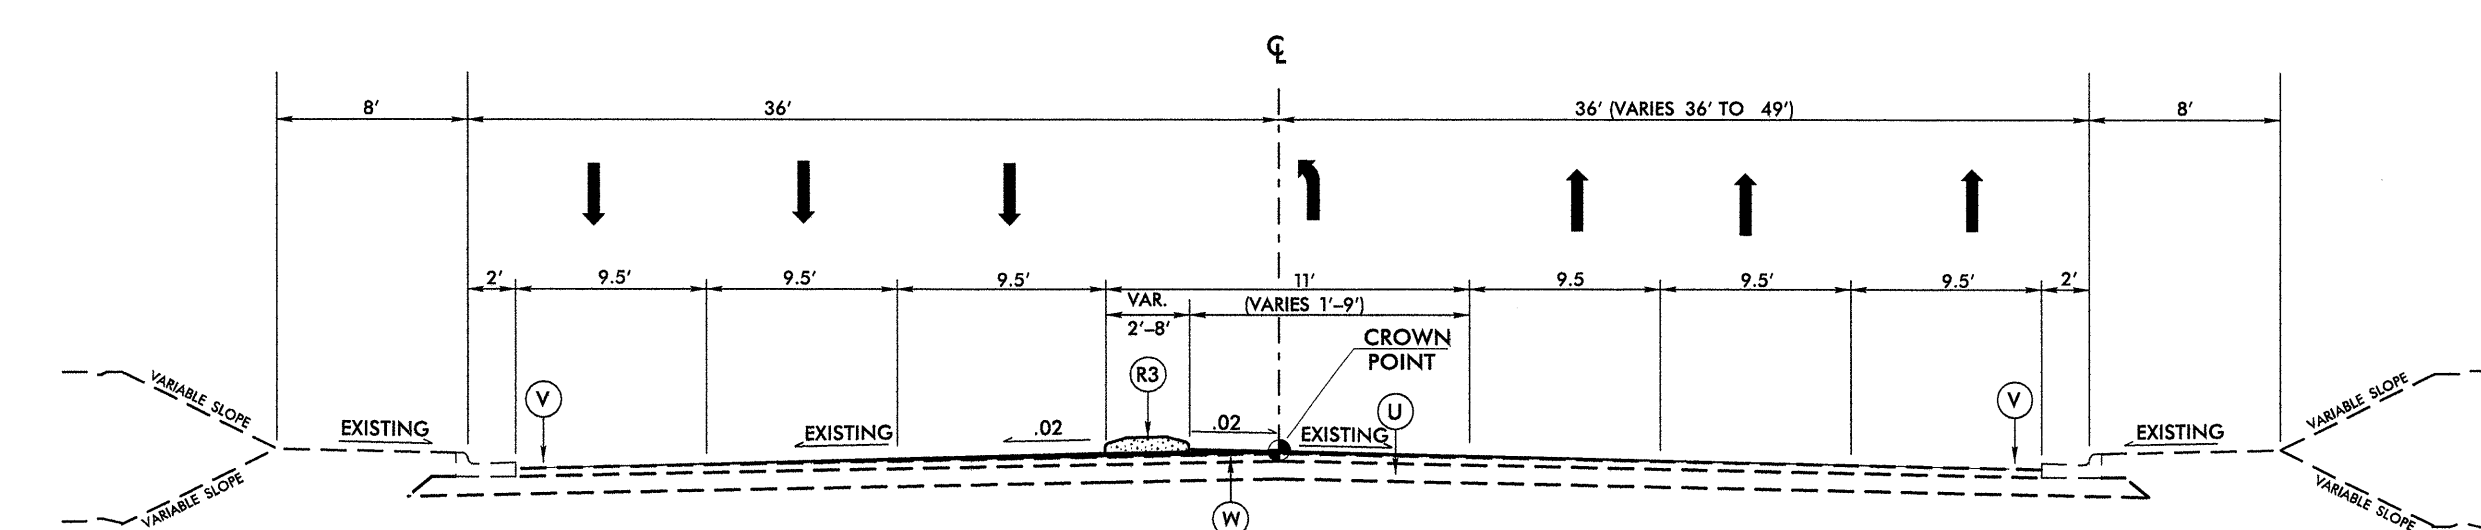 ℄
8'
36'
36' (VARIES 36' TO 49')
8'
2'
9.5'
9.5'
9.5'
11'
9.5
9.5'
9.5'
2'
VAR.
2'–8'
(VARIES 1'–9')
CROWN
POINT
R3
V
U
V
VARIABLE SLOPE
VARIABLE SLOPE
EXISTING
EXISTING
.02
.02
EXISTING
EXISTING
VARIABLE SLOPE
VARIABLE SLOPE
W